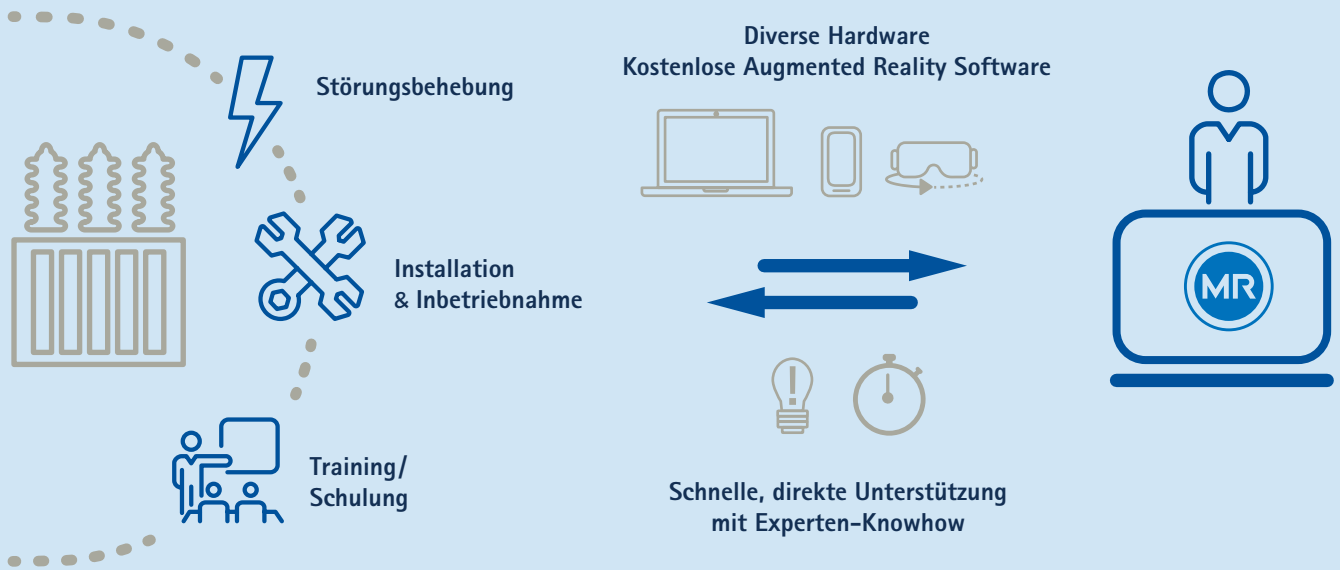 Störungsbehebung
Installation
& Inbetriebnahme
Training/
Schulung
Diverse Hardware
Kostenlose Augmented Reality Software
Schnelle, direkte Unterstützung
mit Experten-Knowhow
MR